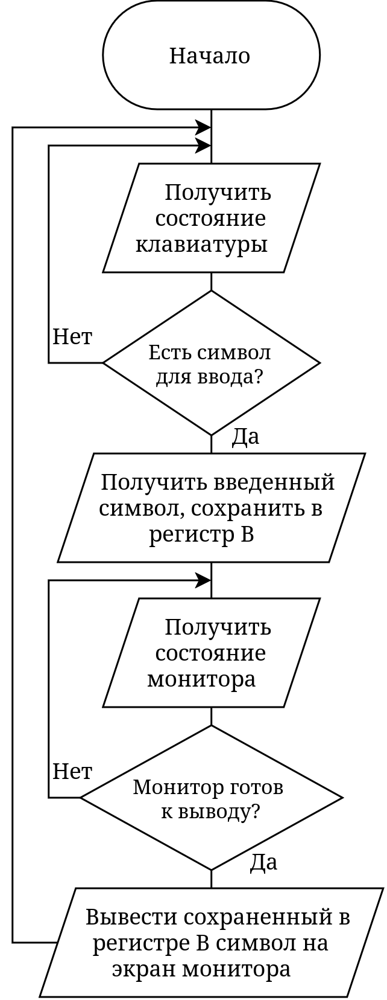 Начало
Получить
состояние
клавиатуры
Нет
Есть символ
для ввода?
Да
Получить введенный
символ, сохранить в
регистр B
Получить
состояние
монитора
Нет
Монитор готов
к выводу?
Да
Вывести сохраненный в
регистре B символ на
экран монитора